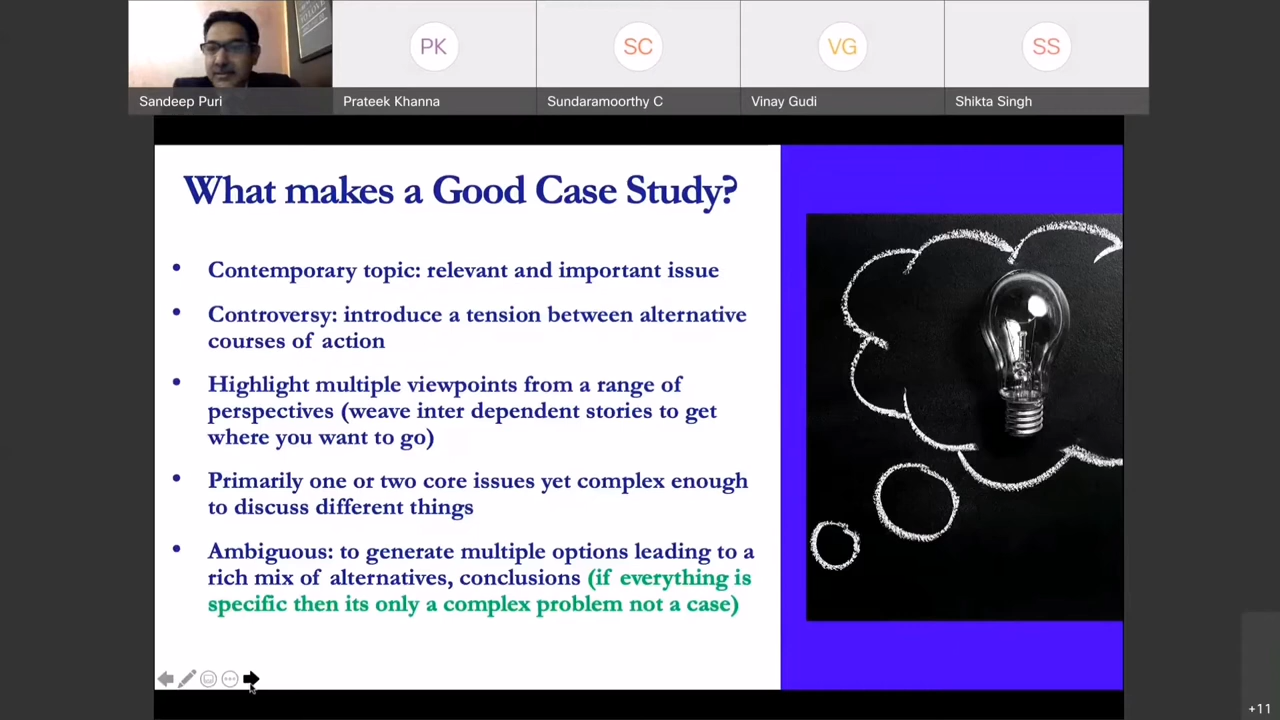 PK
SC
VG
SS
Sandeep Puri
Prateek Khanna
Sundaramoorthy C
Vinay Gudi
Shikta Singh
What makes a Good Case Study?
• Contemporary topic: relevant and important issue
• Controversy: introduce a tension between alternative
courses of action
• Highlight multiple viewpoints from a range of
perspectives (weave inter dependent stories to get
where you want to go)
• Primarily one or two core issues yet complex enough
to discuss different things
• Ambiguous: to generate multiple options leading to a
rich mix of alternatives, conclusions (if everything is
specific then its only a complex problem not a case)
+11